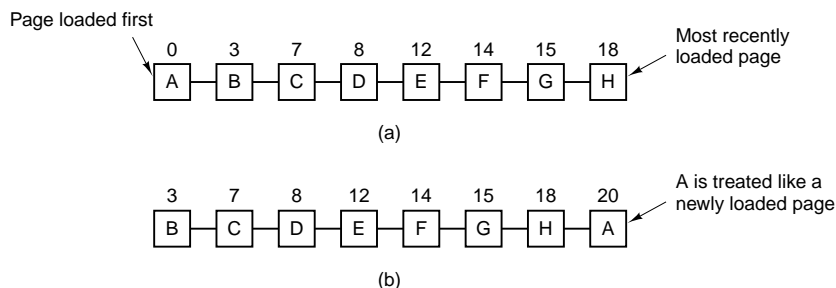 Page loaded first
0 3 7 8 12 14 15 18
Most recently
loaded page
A B C D E F G H
(a)
3 7 8 12 14 15 18 20
A is treated like a
newly loaded page
B C D E F G H A
(b)